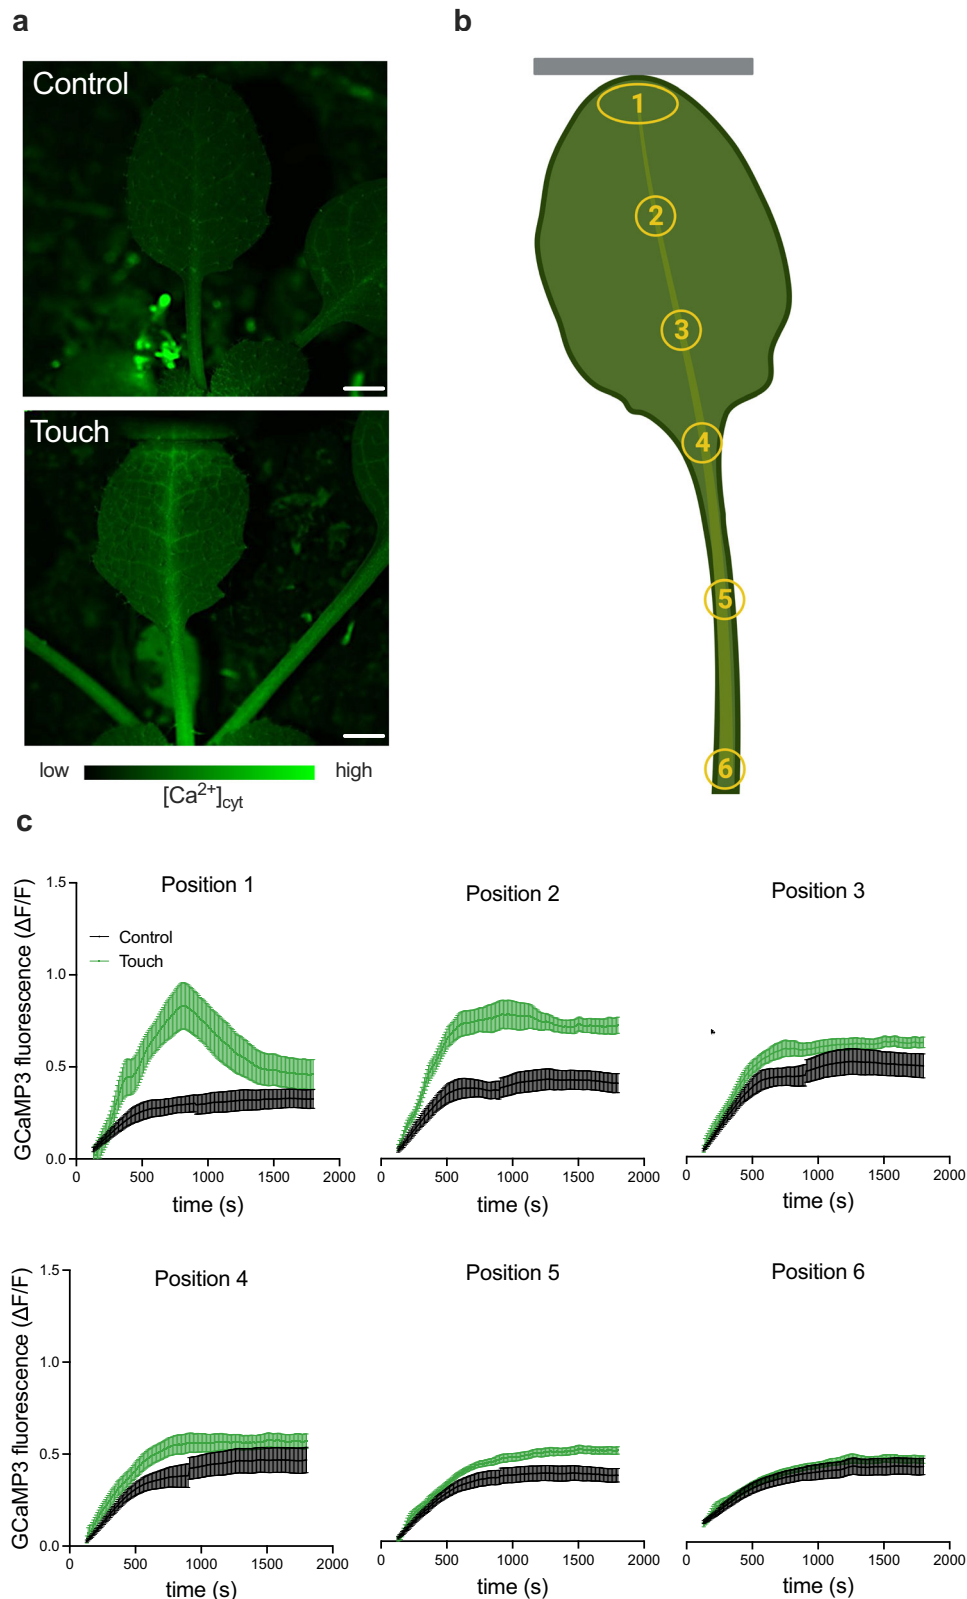 a
b
Control
Touch
low
high
[Ca²⁺]cyt
1
2
3
4
5
6
c
Position 1
Position 2
Position 3
GCaMP3 fluorescence (ΔF/F)
1.5
1.0
0.5
0.0
Control
Touch
0 500 1000 1500 2000
0 500 1000 1500 2000
0 500 1000 1500 2000
time (s)
time (s)
time (s)
Position 4
Position 5
Position 6
GCaMP3 fluorescence (ΔF/F)
1.5
1.0
0.5
0.0
0 500 1000 1500 2000
0 500 1000 1500 2000
0 500 1000 1500 2000
time (s)
time (s)
time (s)